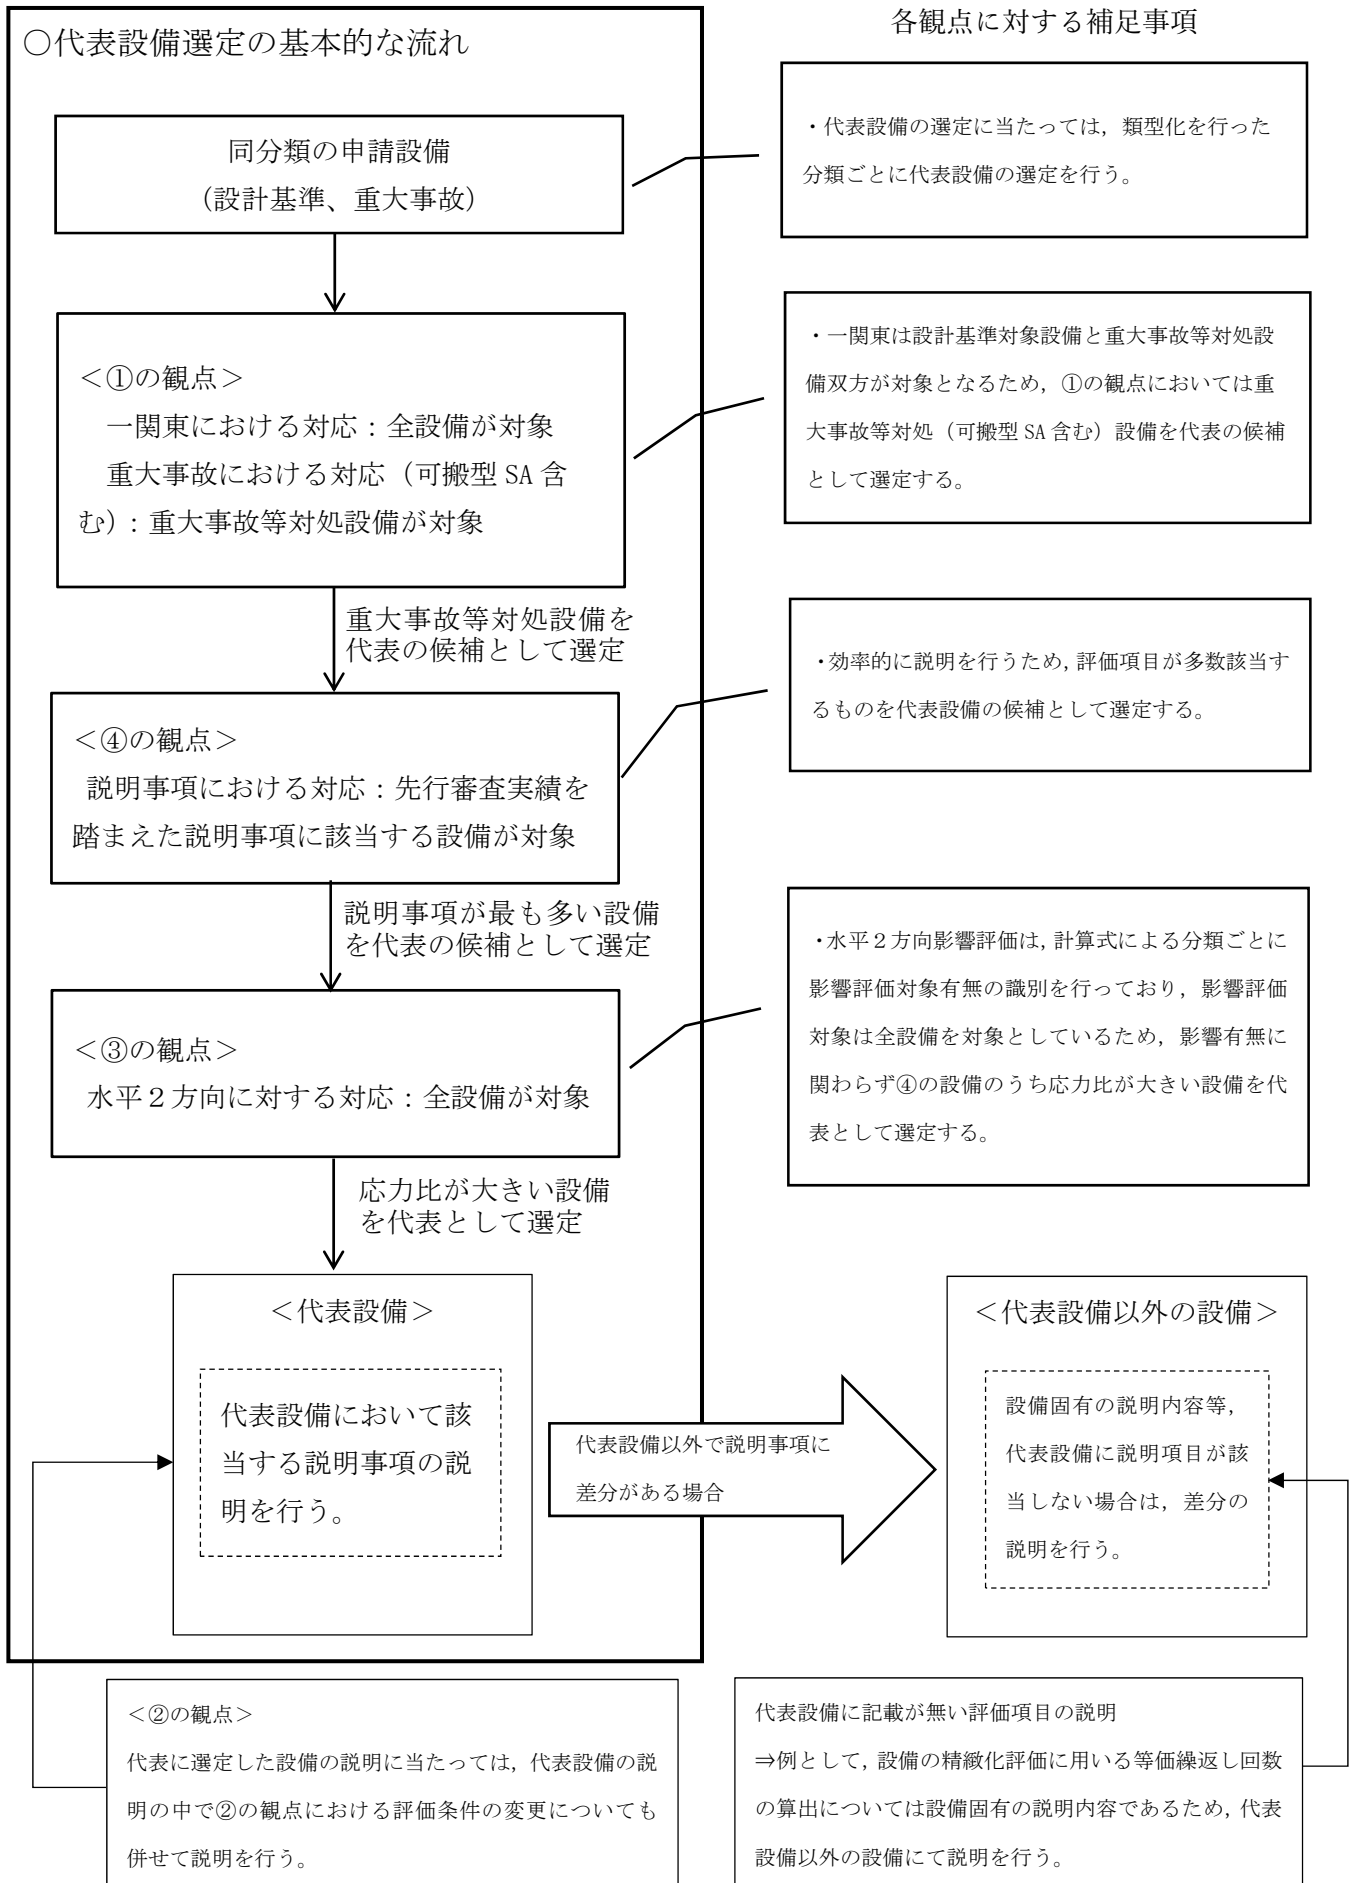 ○代表設備選定の基本的な流れ
同分類の申請設備
（設計基準、重大事故）
＜①の観点＞
一関東における対応：全設備が対象
重大事故における対応（可搬型 SA 含
む）：重大事故等対処設備が対象
重大事故等対処設備を
代表の候補として選定
＜④の観点＞
説明事項における対応：先行審査実績を
踏まえた説明事項に該当する設備が対象
説明事項が最も多い設備
を代表の候補として選定
＜③の観点＞
水平２方向に対する対応：全設備が対象
応力比が大きい設備
を代表として選定
＜代表設備＞
代表設備において該
当する説明事項の説
明を行う。
各観点に対する補足事項
・代表設備の選定に当たっては，類型化を行った
分類ごとに代表設備の選定を行う。
・一関東は設計基準対象設備と重大事故等対処設
備双方が対象となるため，①の観点においては重
大事故等対処（可搬型 SA 含む）設備を代表の候補
として選定する。
・効率的に説明を行うため，評価項目が多数該当す
るものを代表設備の候補として選定する。
・水平２方向影響評価は，計算式による分類ごとに
影響評価対象有無の識別を行っており，影響評価
対象は全設備を対象としているため，影響有無に
関わらず④の設備のうち応力比が大きい設備を代
表として選定する。
代表設備以外で説明事項に
差分がある場合
＜代表設備以外の設備＞
設備固有の説明内容等，
代表設備に説明項目が該
当しない場合は，差分の
説明を行う。
＜②の観点＞
代表に選定した設備の説明に当たっては，代表設備の説
明の中で②の観点における評価条件の変更についても
併せて説明を行う。
代表設備に記載が無い評価項目の説明
⇒例として，設備の精緻化評価に用いる等価繰返し回数
の算出については設備固有の説明内容であるため，代表
設備以外の設備にて説明を行う。